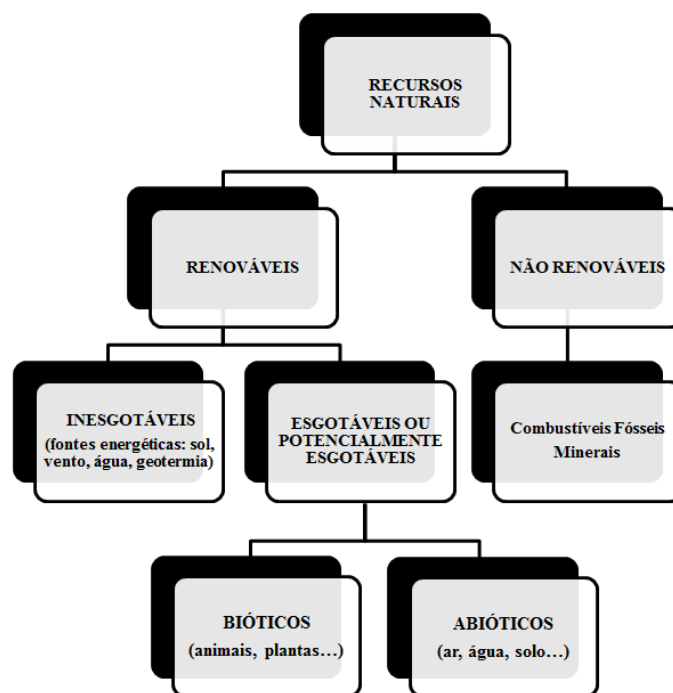 RECURSOS
NATURAIS
RENOVÁVEIS
NÃO RENOVÁVEIS
INESGOTÁVEIS
(fontes energéticas: sol,
vento, água, geotermia)
ESGOTÁVEIS OU
POTENCIALMENTE
ESGOTÁVEIS
Combustíveis Fósseis
Minerais
BIÓTICOS
(animais, plantas…)
ABIÓTICOS
(ar, água, solo…)